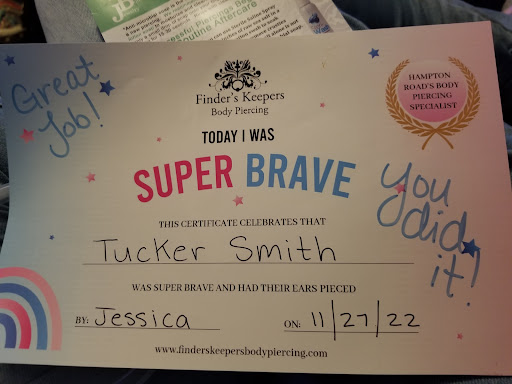 Great Job!
Finder's Keepers
Body Piercing
HAMPTON
ROAD'S BODY
PIERCING
SPECIALIST
TODAY I WAS
SUPER BRAVE
You
did
it!
THIS CERTIFICATE CELEBRATES THAT
Tucker Smith
WAS SUPER BRAVE AND HAD THEIR EARS PIECED
BY: Jessica ON: 11/27/22
www.finderskeepersbodypiercing.com